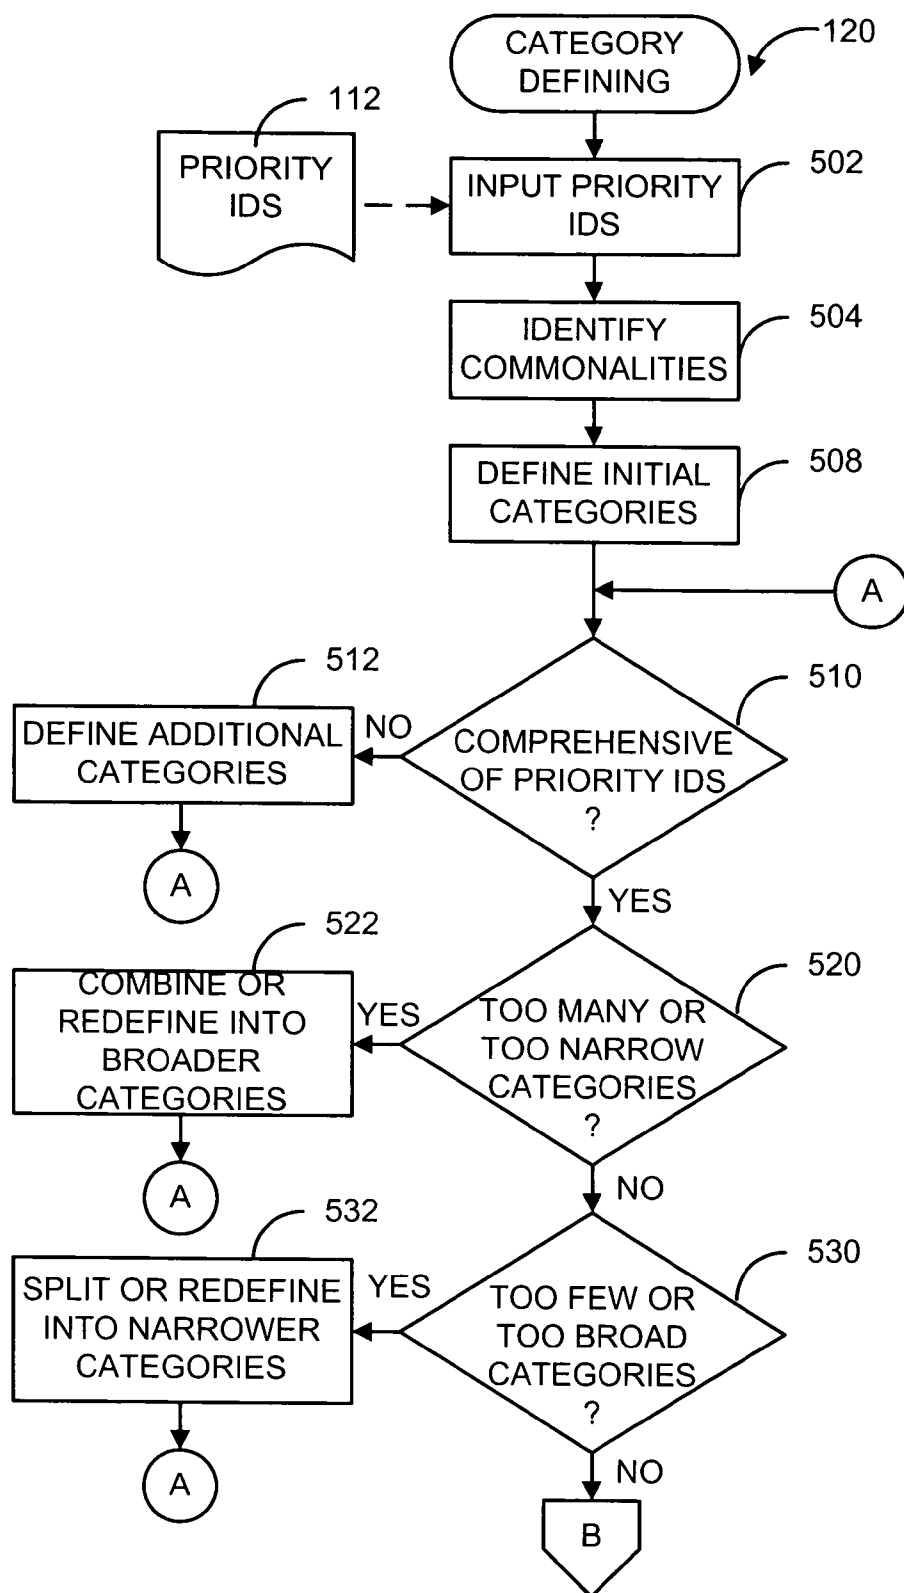 CATEGORY
DEFINING
120
112
PRIORITY
IDS
INPUT PRIORITY
IDS
502
IDENTIFY
COMMONALITIES
504
DEFINE INITIAL
CATEGORIES
508
A
512
DEFINE ADDITIONAL
CATEGORIES
NO
COMPREHENSIVE
OF PRIORITY IDS
?
510
A
YES
522
COMBINE OR
REDEFINE INTO
BROADER
CATEGORIES
YES
TOO MANY OR
TOO NARROW
CATEGORIES
?
520
A
NO
532
SPLIT OR REDEFINE
INTO NARROWER
CATEGORIES
YES
TOO FEW OR
TOO BROAD
CATEGORIES
?
530
A
NO
B